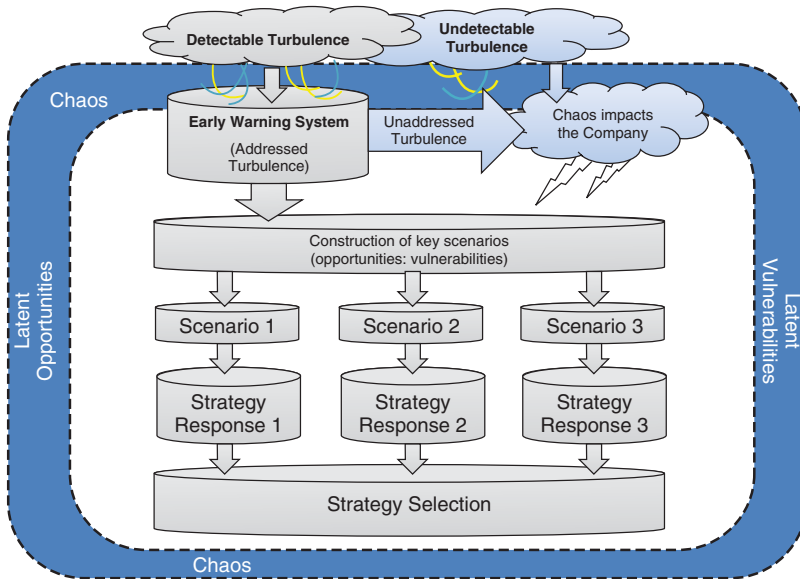 Detectable Turbulence
Undetectable
Turbulence
Chaos
Early Warning System
(Addressed
Turbulence)
Unaddressed
Turbulence
Chaos impacts
the Company
Construction of key scenarios
(opportunities: vulnerabilities)
Latent
Opportunities
Latent
Vulnerabilities
Scenario 1
Scenario 2
Scenario 3
Strategy
Response 1
Strategy
Response 2
Strategy
Response 3
Strategy Selection
Chaos